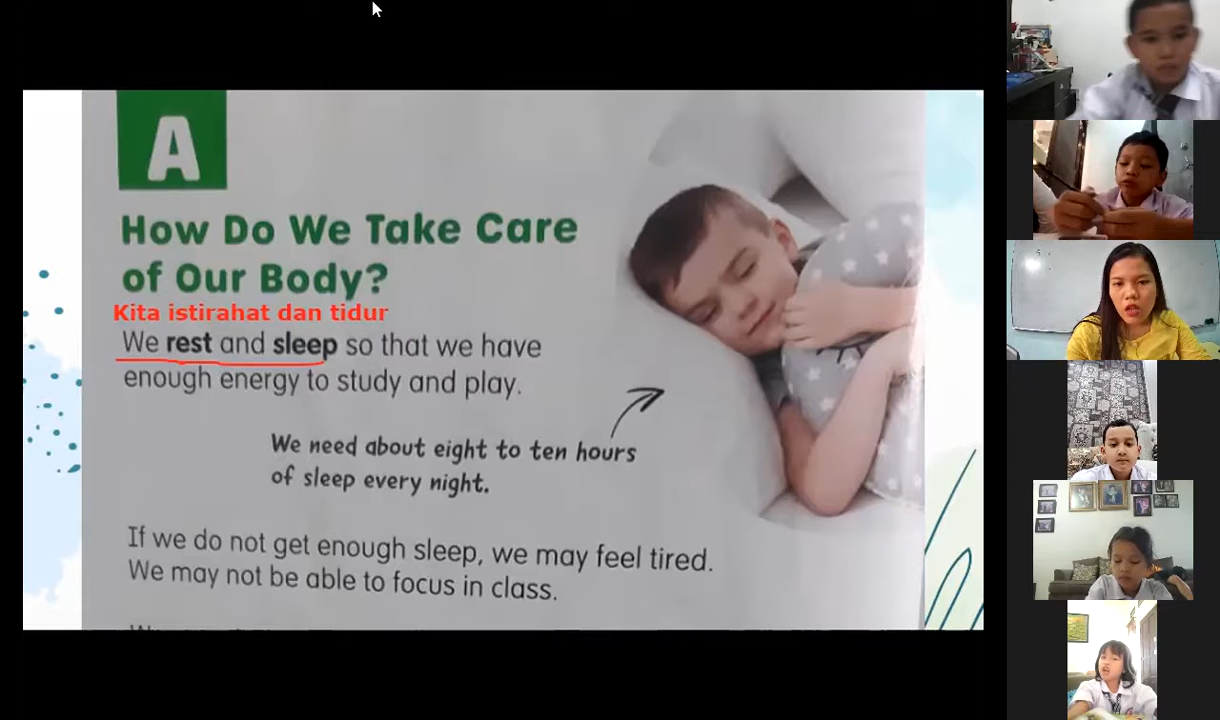 A
How Do We Take Care
of Our Body?
Kita istirahat dan tidur
We rest and sleep so that we have
enough energy to study and play.
We need about eight to ten hours
of sleep every night.
If we do not get enough sleep, we may feel tired.
We may not be able to focus in class.